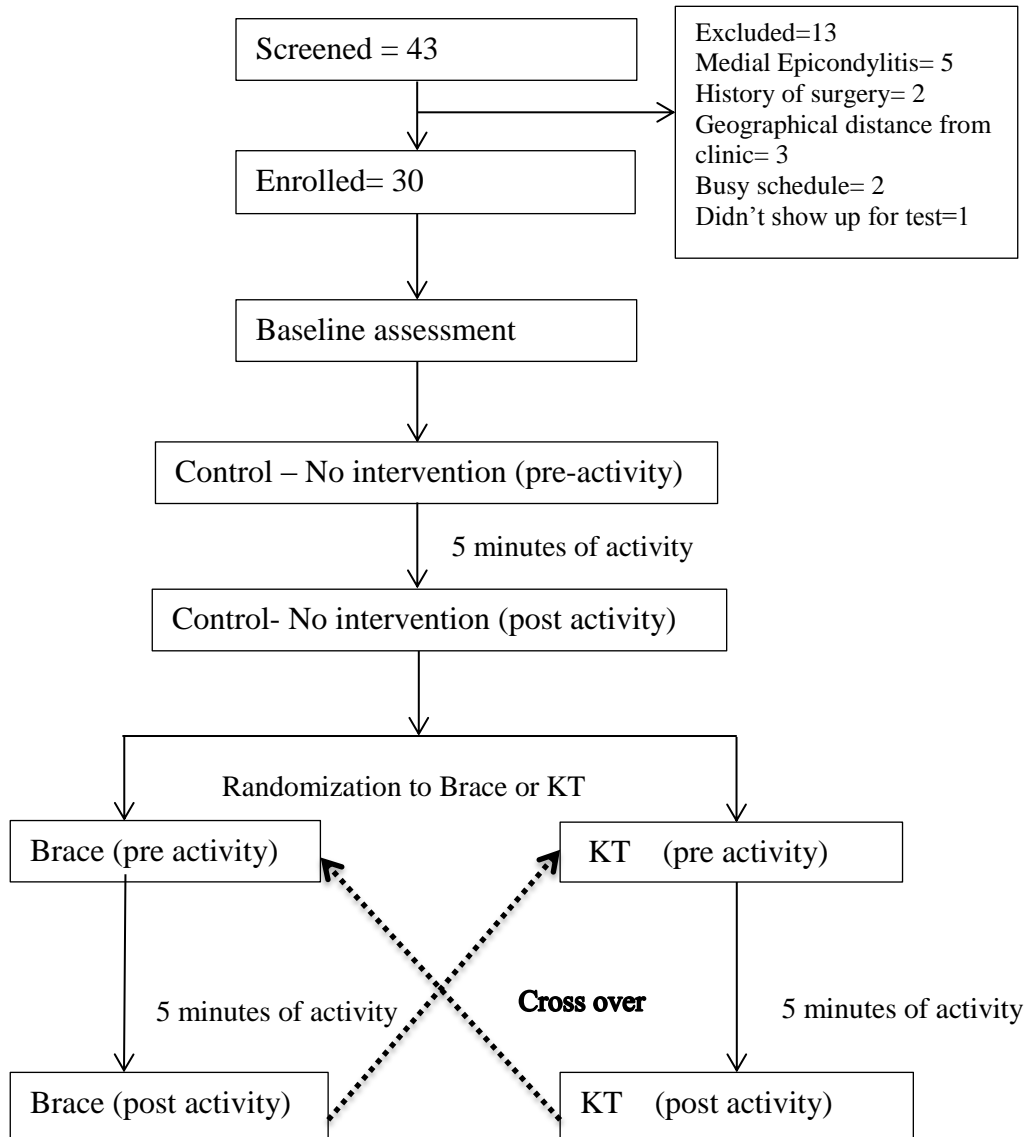 Screened = 43
Excluded=13
Medial Epicondylitis= 5
History of surgery= 2
Geographical distance from
clinic= 3
Busy schedule= 2
Didn’t show up for test=1
Enrolled= 30
Baseline assessment
Control – No intervention (pre-activity)
5 minutes of activity
Control- No intervention (post activity)
Randomization to Brace or KT
Brace (pre activity)
KT (pre activity)
5 minutes of activity
Cross over
5 minutes of activity
Brace (post activity)
KT (post activity)